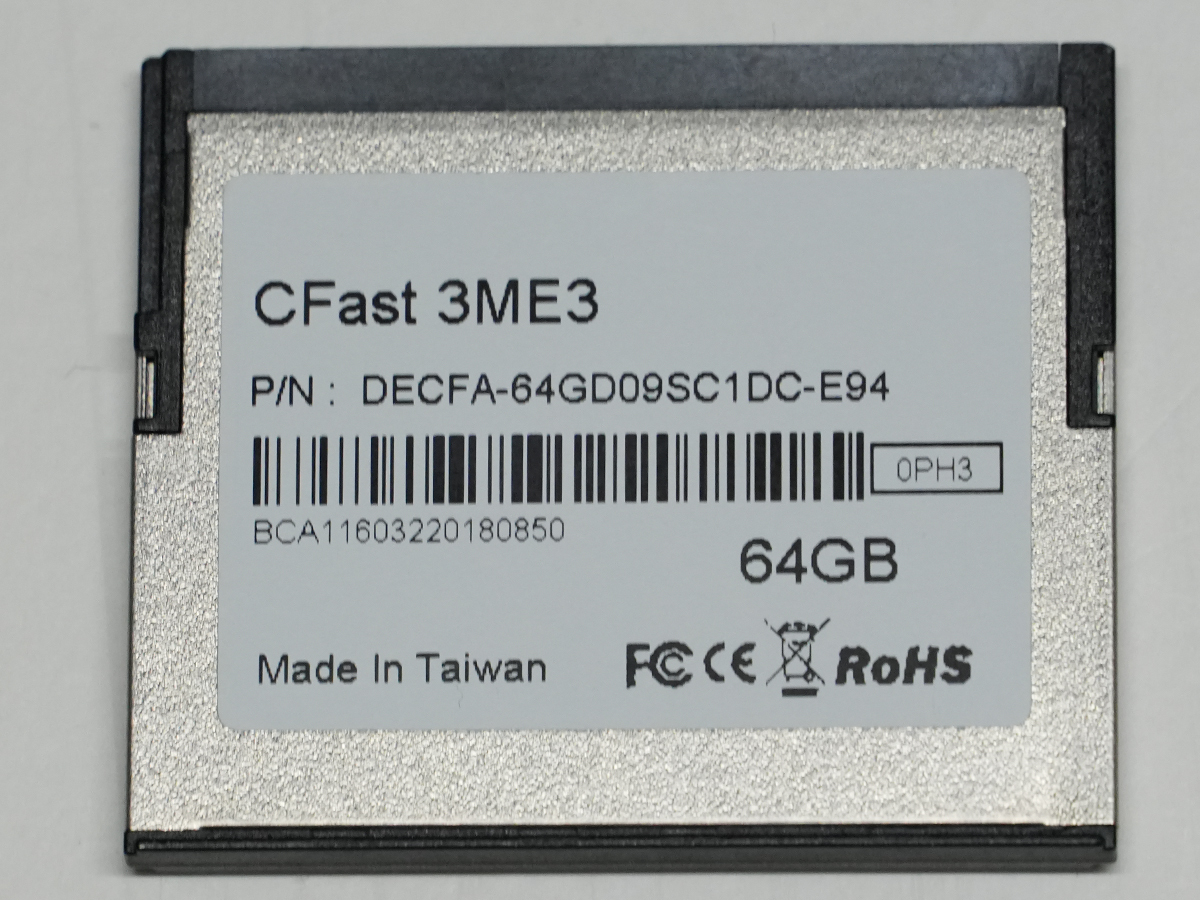 CFast 3ME3
P/N : DECFA-64GD09SC1DC-E94
0PH3
BCA11603220180850
64GB
Made In Taiwan
FC CE RoHS